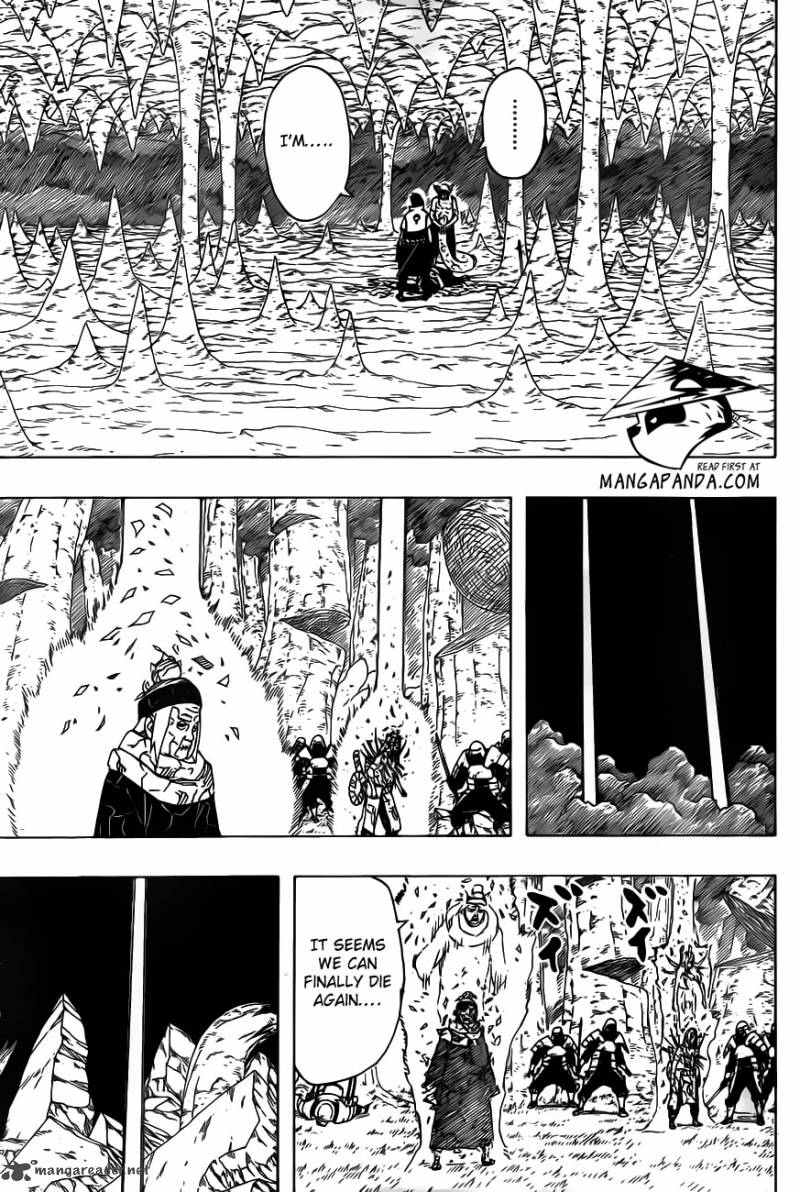 .........
I'M.....
READ FIRST AT
MANGAPANDA.COM
ズズ
イイ
IT SEEMS
WE CAN
FINALLY DIE
AGAIN....
mangareader.net